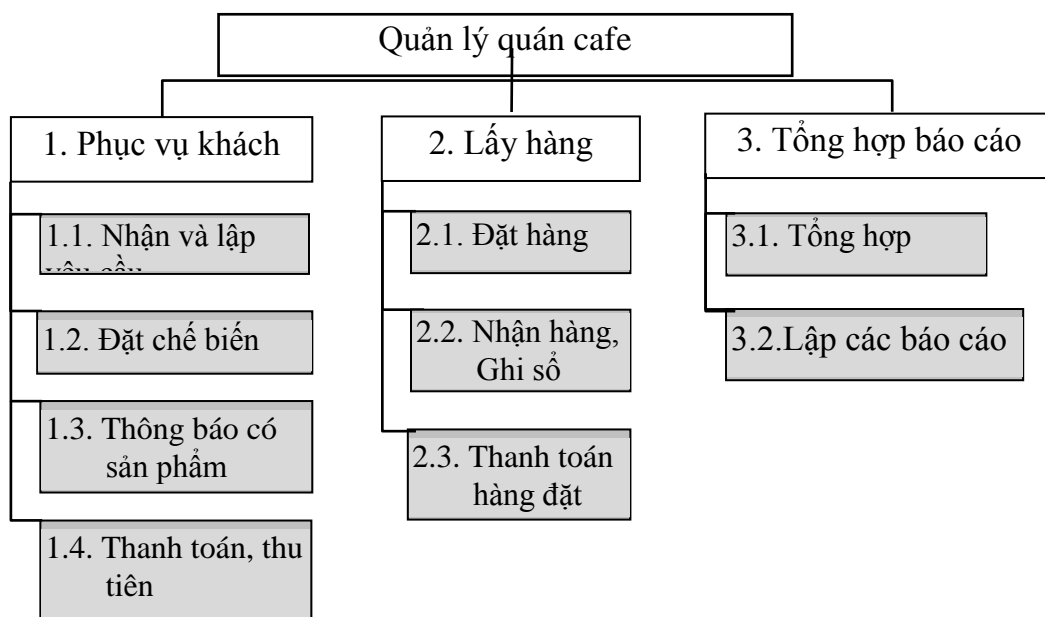 Quản lý quán cafe
1. Phục vụ khách
1.1. Nhận và lập
1.2. Đặt chế biến
1.3. Thông báo có
sản phẩm
1.4. Thanh toán, thu
tiên
2. Lấy hàng
2.1. Đặt hàng
2.2. Nhận hàng,
Ghi sổ
2.3. Thanh toán
hàng đặt
3. Tổng hợp báo cáo
3.1. Tổng hợp
3.2.Lập các báo cáo